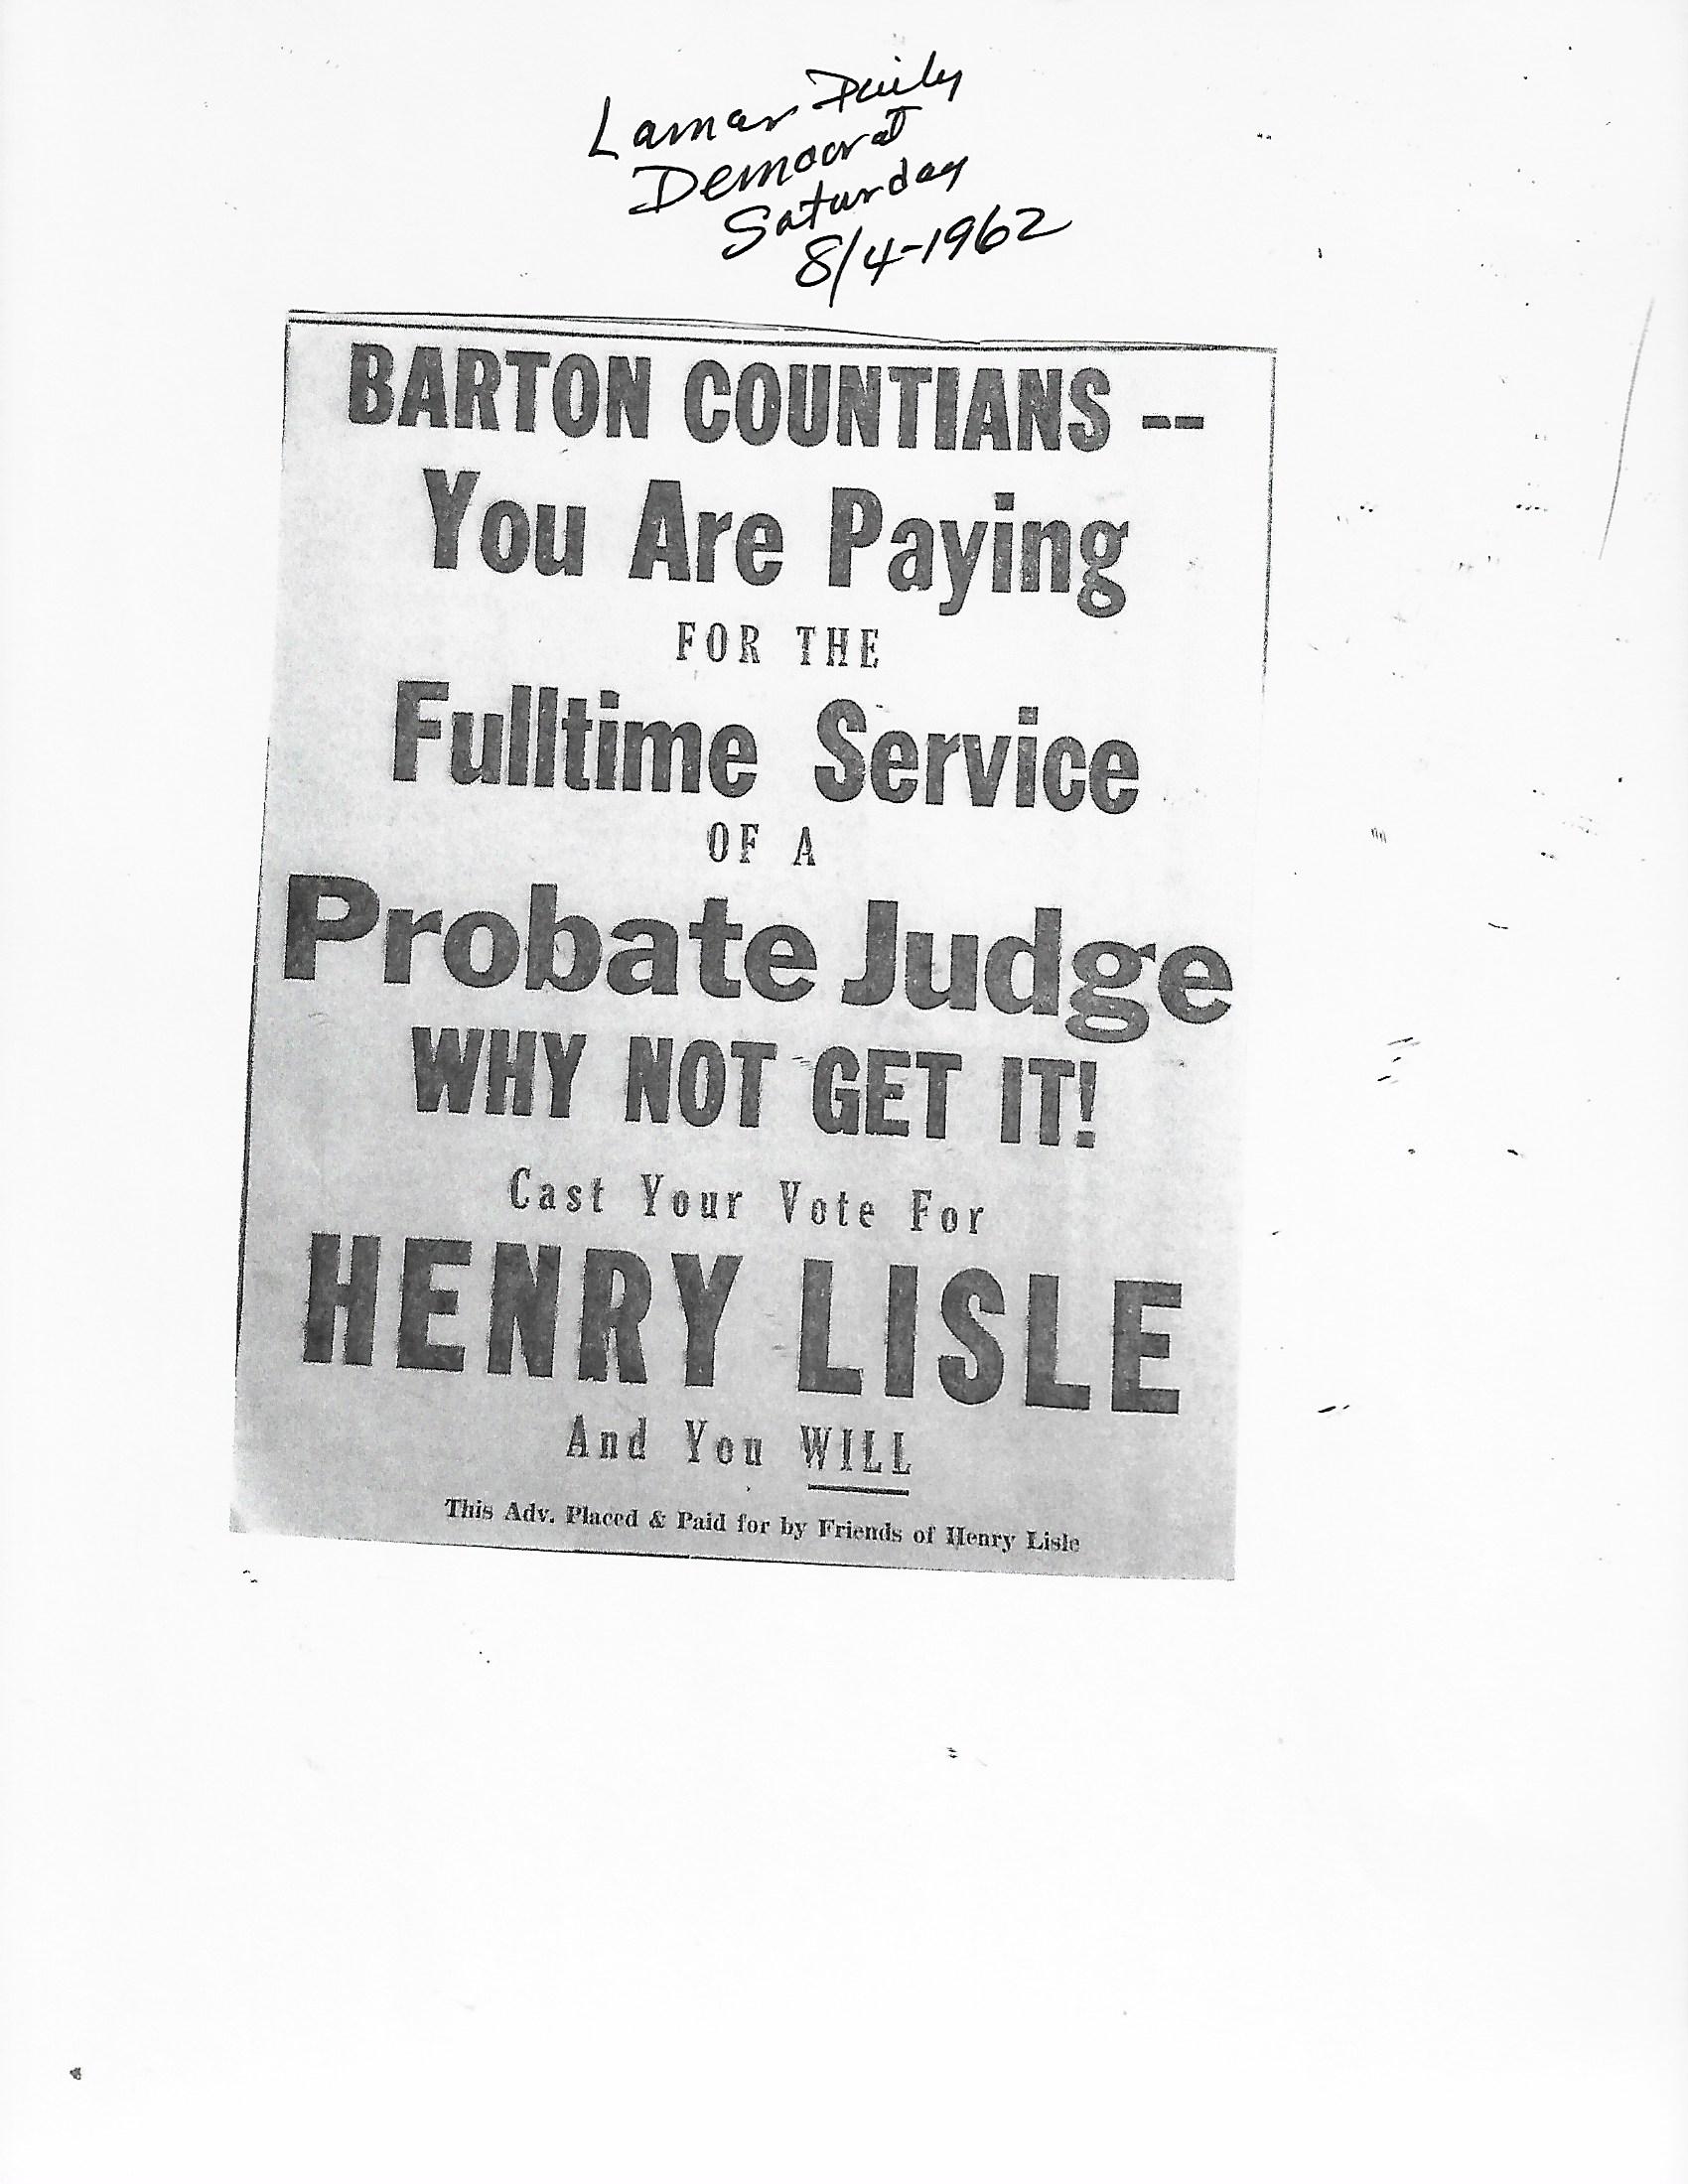 Lamar Daily
Democrat
Saturday
8/4-1962
BARTON COUNTIANS --
You Are Paying
FOR THE
Fulltime Service
OF A
Probate Judge
WHY NOT GET IT!
Cast Your Vote For
HENRY LISLE
And You WILL
This Adv. Placed & Paid for by Friends of Henry Lisle